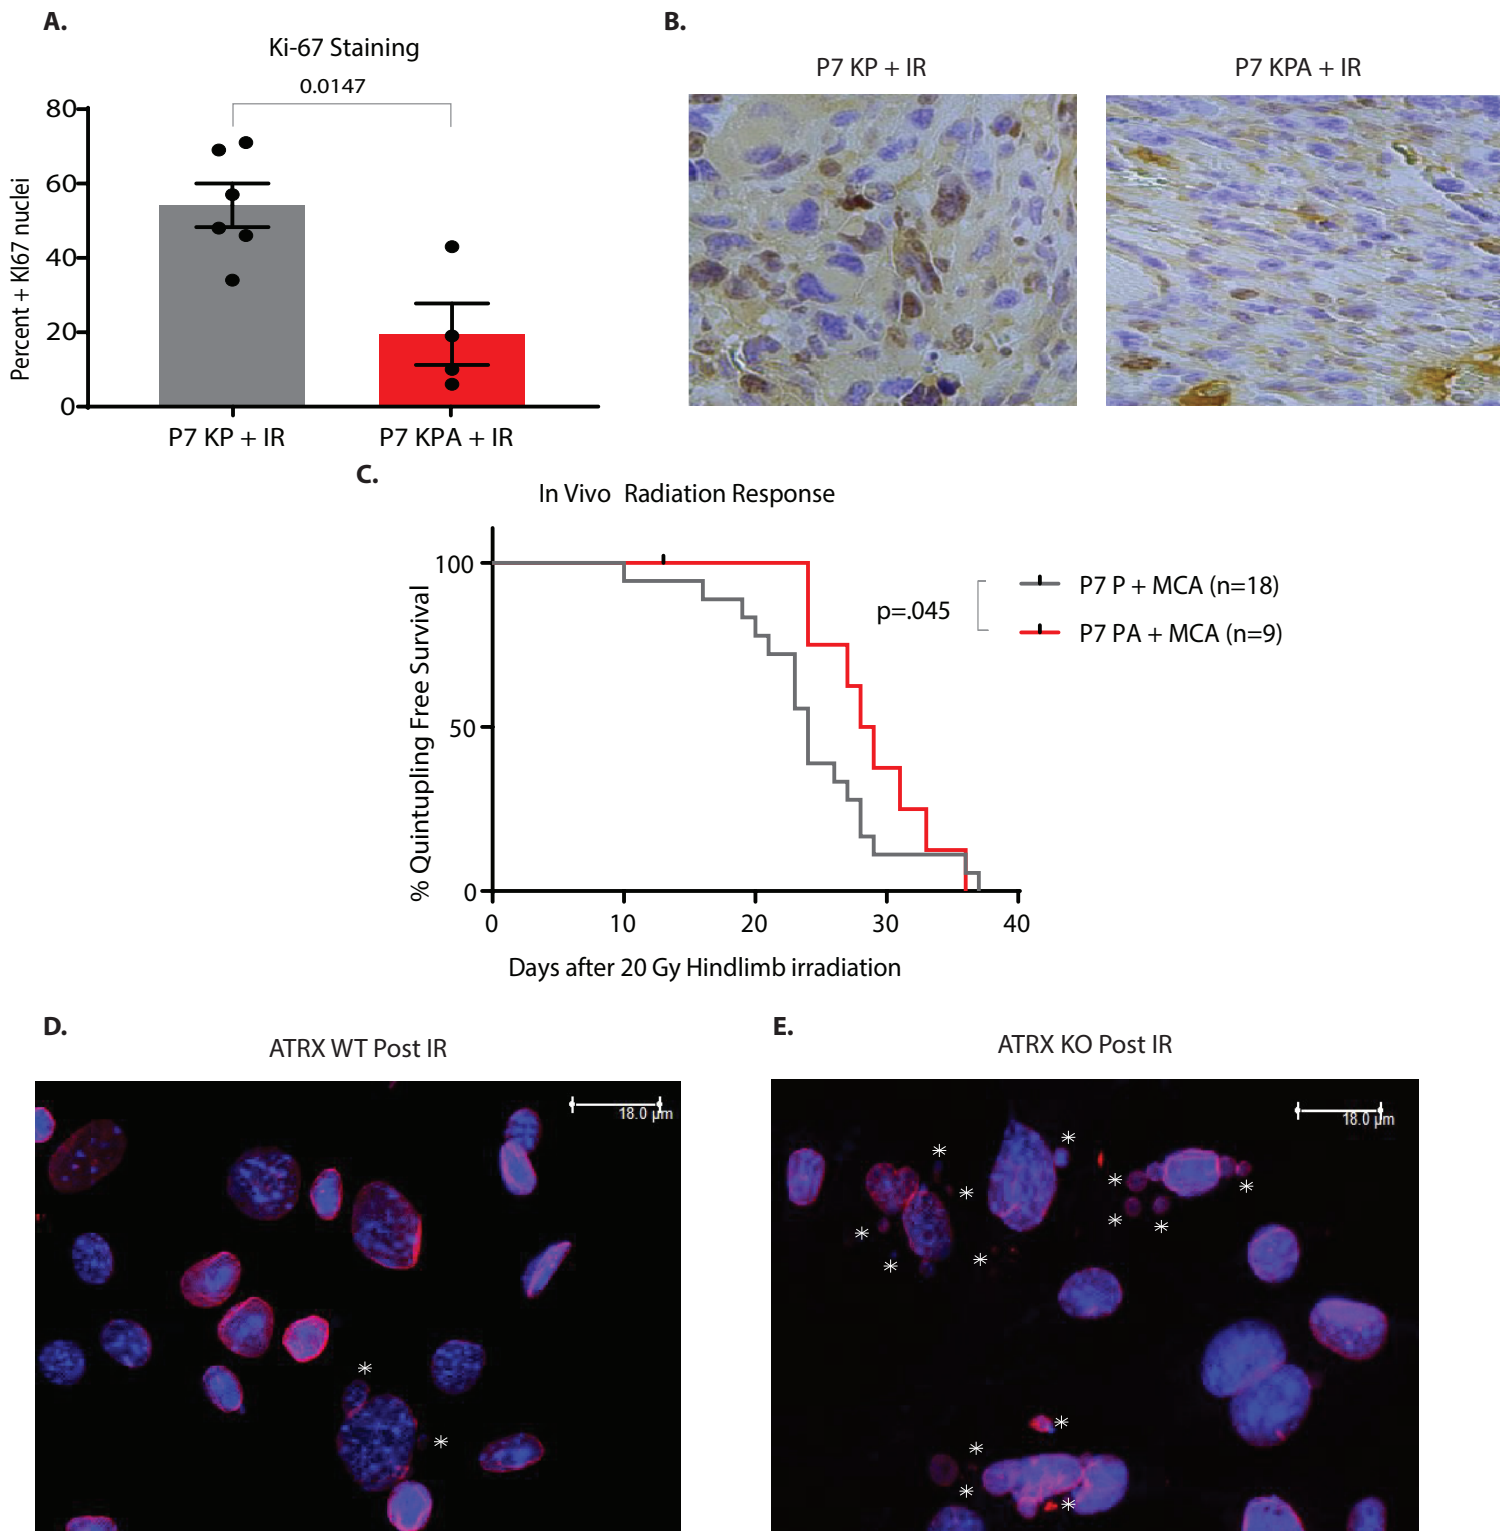 A.
Ki-67 Staining
0.0147
Percent + KI67 nuclei
80
60
40
20
0
P7 KP + IR
P7 KPA + IR
B.
P7 KP + IR
P7 KPA + IR
C.
In Vivo Radiation Response
% Quintupling Free Survival
100
50
0
0 10 20 30 40
Days after 20 Gy Hindlimb irradiation
p=.045
P7 P + MCA (n=18)
P7 PA + MCA (n=9)
D.
ATRX WT Post IR
18.0 µm
E.
ATRX KO Post IR
18.0 µm